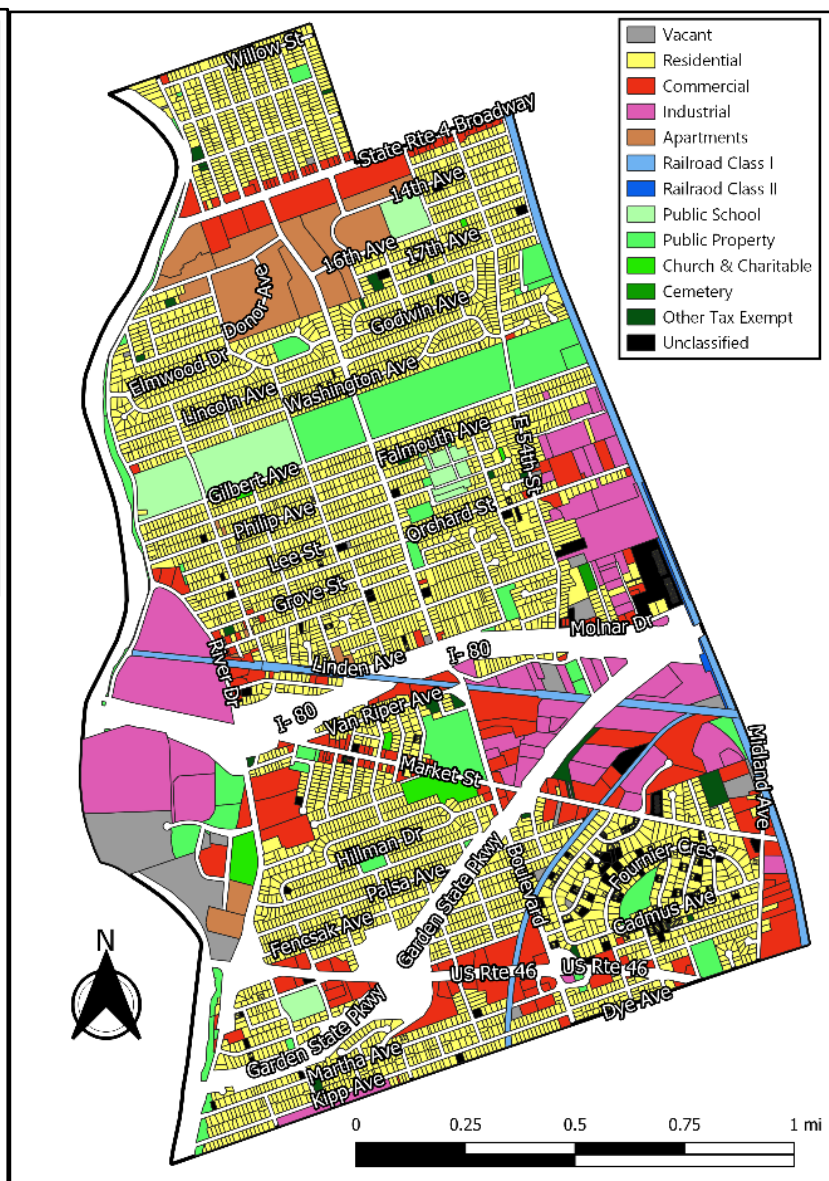 Vacant
Residential
Commercial
Industrial
Apartments
Railroad Class I
Railraod Class II
Public School
Public Property
Church & Charitable
Cemetery
Other Tax Exempt
Unclassified
Willow St
State Rte 4 Broadway
14th Ave
16th Ave
17th Ave
Donor Ave
Godwin Ave
Elmwood Dr
Washington Ave
Lincoln Ave
Falmouth Ave
E 54th St
Gilbert Ave
Philip Ave
Orchard St
Lee St
Grove St
Molnar Dr
River Dr
Linden Ave
I- 80
I- 80
Van Riper Ave
Market St
Midland Ave
Hillman Dr
Boulevard
Fournier Cres
Palsa Ave
Garden State Pkwy
Cadmus Ave
Fencsak Ave
US Rte 46
US Rte 46
Dye Ave
Garden State Pkwy
Martha Ave
Kipp Ave
N
0 0.25 0.5 0.75 1 mi